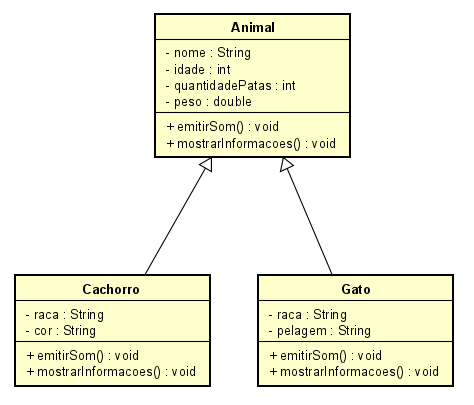 Animal
- nome : String
- idade : int
- quantidadePatas : int
- peso : double
+ emitirSom() : void
+ mostrarInformacoes() : void
Cachorro
- raca : String
- cor : String
+ emitirSom() : void
+ mostrarInformacoes() : void
Gato
- raca : String
- pelagem : String
+ emitirSom() : void
+ mostrarInformacoes() : void